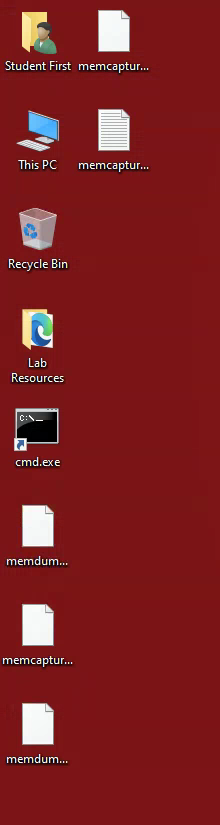 Student First
memcaptur...
This PC
memcaptur...
Recycle Bin
Lab
Resources
C:\._
cmd.exe
memdum...
memcaptur...
memdum...